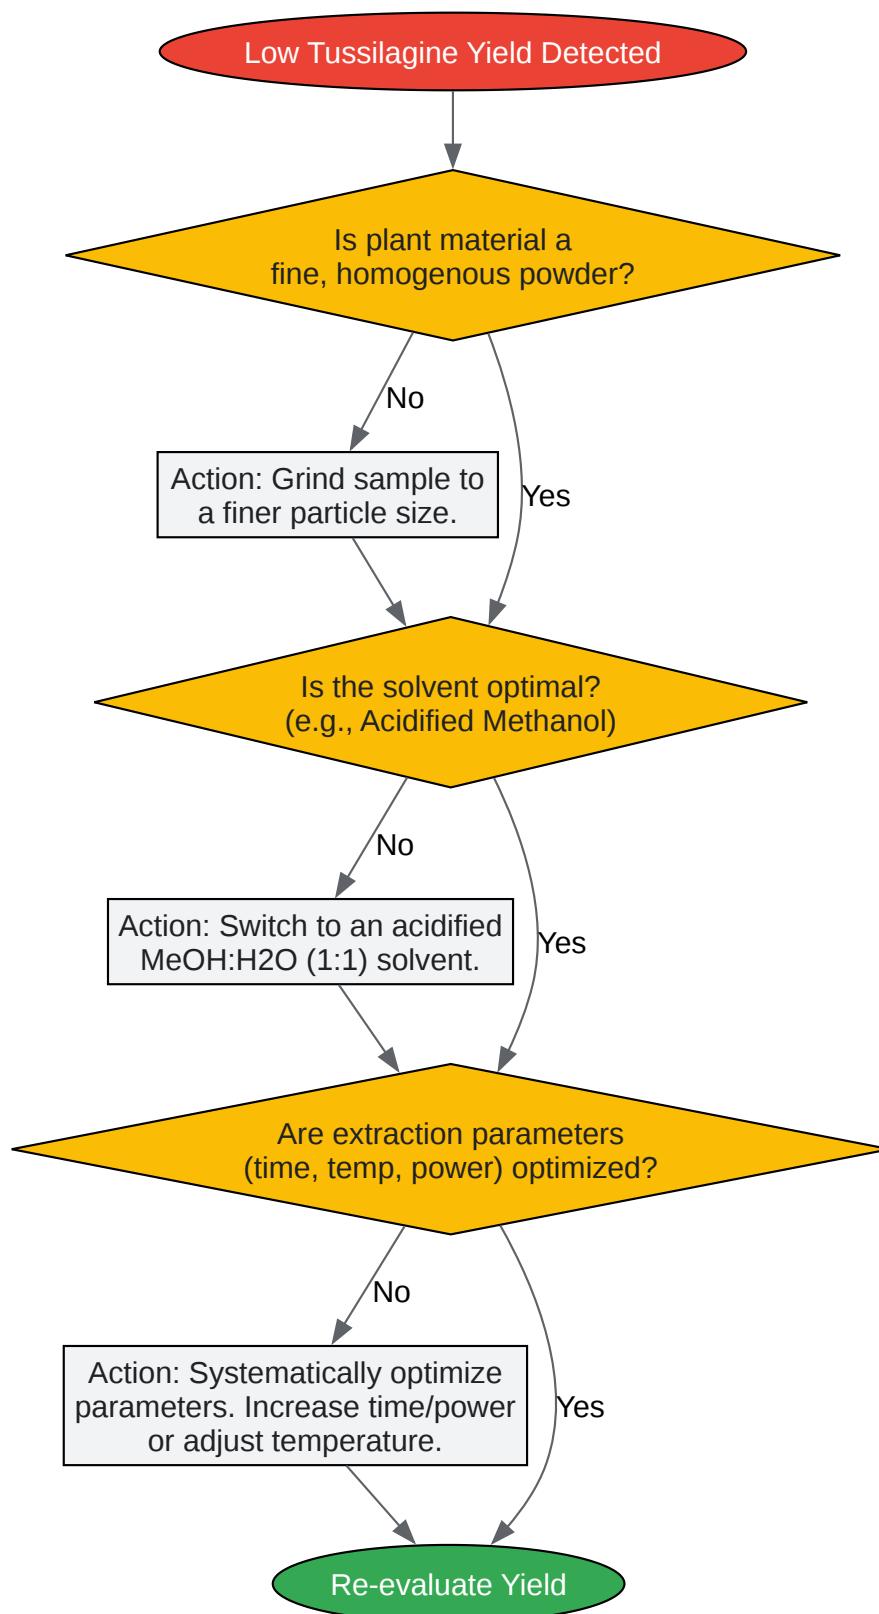 Low Tussilagine Yield Detected
Is plant material a
fine, homogenous powder?
No
Action: Grind sample to
a finer particle size.
Yes
Is the solvent optimal?
(e.g., Acidified Methanol)
No
Action: Switch to an acidified
MeOH:H2O (1:1) solvent.
Yes
Are extraction parameters
(time, temp, power) optimized?
No
Action: Systematically optimize
parameters. Increase time/power
or adjust temperature.
Yes
Re-evaluate Yield